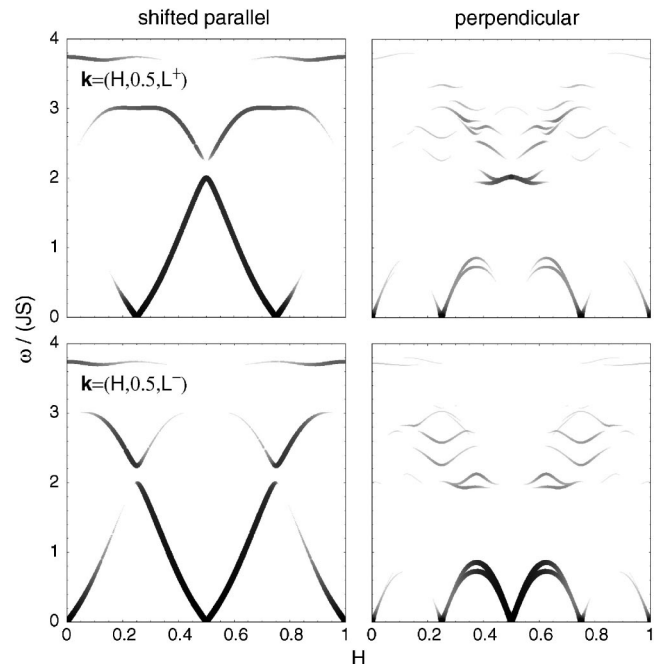 shifted parallel
perpendicular
4
k=(H,0.5,L⁺)
3
2
1
0
ω / (JS)
4
k=(H,0.5,L⁻)
3
2
1
0
0 0.2 0.4 0.6 0.8 1 0 0.2 0.4 0.6 0.8 1
H